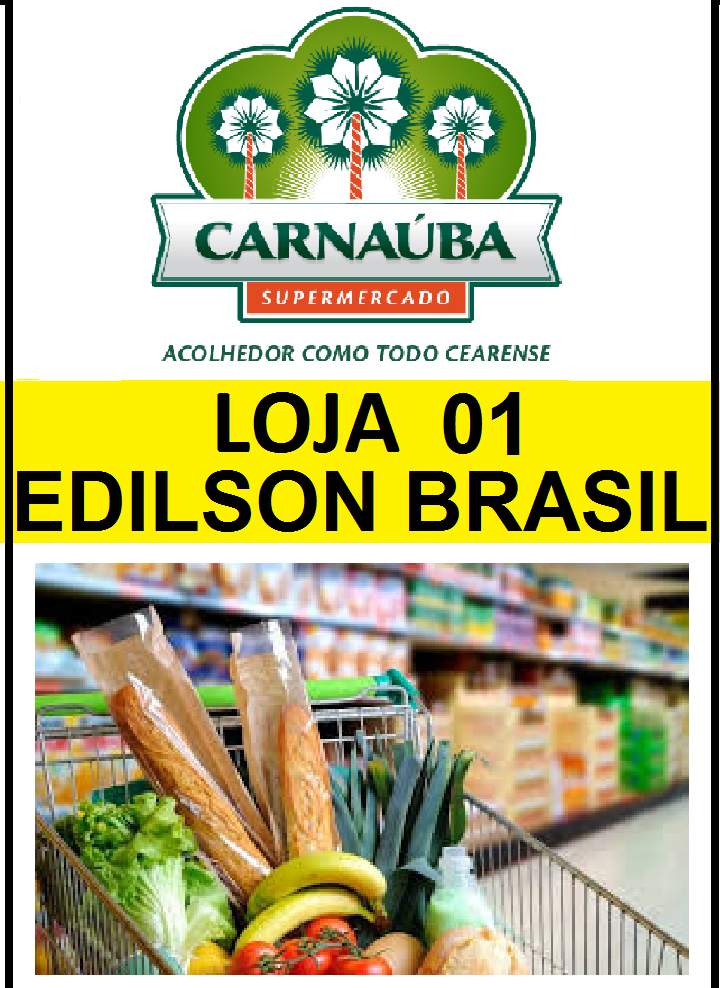 CARNAÚBA
SUPERMERCADO
ACOLHEDOR COMO TODO CEARENSE
LOJA 01
EDILSON BRASIL